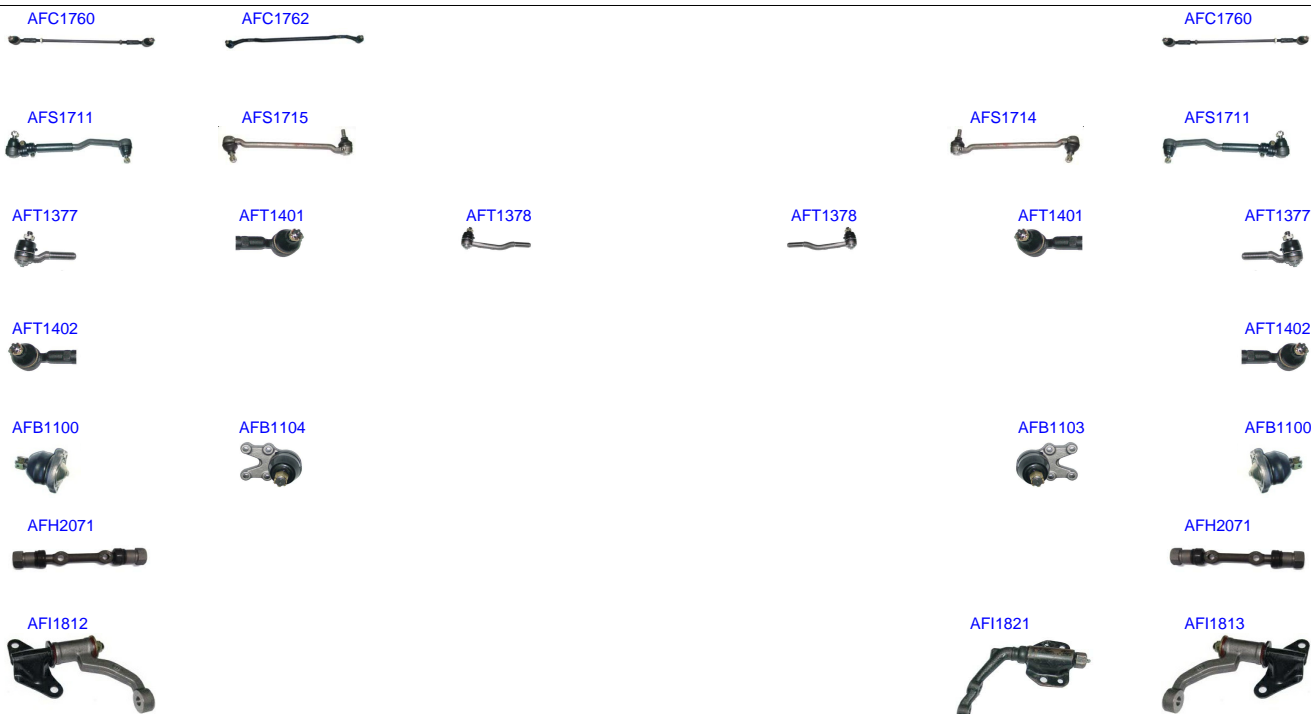 AFC1760 AFC1762 AFC1760
AFS1711 AFS1715 AFS1714 AFS1711
AFT1377 AFT1401 AFT1378 AFT1378 AFT1401 AFT1377
AFT1402 AFT1402
AFB1100 AFB1104 AFB1103 AFB1100
AFH2071 AFH2071
AFI1812 AFI1821 AFI1813